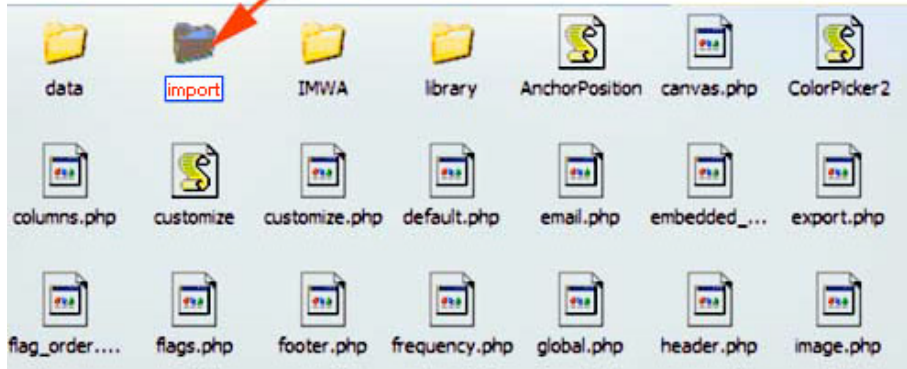 data import IMWA library AnchorPosition canvas.php ColorPicker2
columns.php customize customize.php default.php email.php embedded_... export.php
flag_order.... flags.php footer.php frequency.php global.php header.php image.php